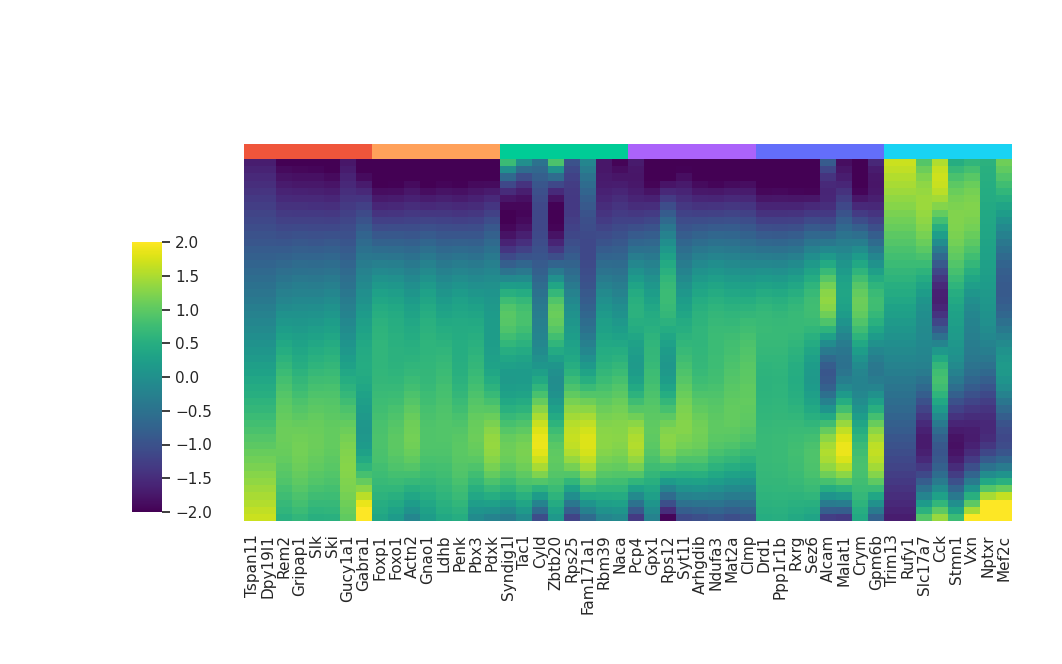 2.0
1.5
1.0
0.5
0.0
−0.5
−1.0
−1.5
−2.0
Tspan11
Dpy19l1
Rem2
Gripap1
Slk
Ski
Gucy1a1
Gabra1
Foxp1
Foxo1
Actn2
Gnao1
Ldhb
Penk
Pbx3
Pdxk
Syndig1l
Tac1
Cyld
Zbtb20
Rps25
Fam171a1
Rbm39
Naca
Pcp4
Gpx1
Rps12
Syt11
Arhgdib
Ndufa3
Mat2a
Clmp
Drd1
Ppp1r1b
Rxrg
Sez6
Alcam
Malat1
Crym
Gpm6b
Trim13
Rufy1
Slc17a7
Cck
Stmn1
Vxn
Nptxr
Mef2c